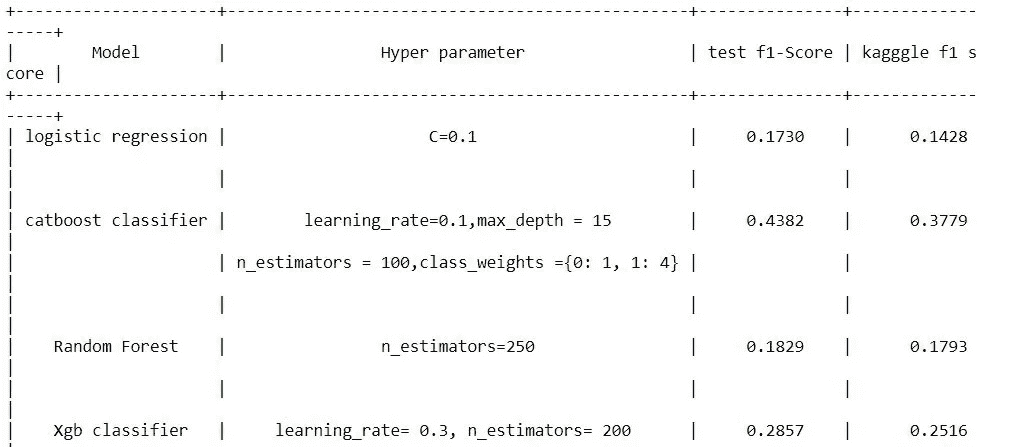 +----------------------+--------------------------------------------------+----------------+-------------
-----+
|        Model         |                 Hyper parameter                  | test f1-Score | kagggle f1 s
core |
+----------------------+--------------------------------------------------+----------------+-------------
-----+
| logistic regression |                      C=0.1                       |     0.1730    |      0.1428
|
|                      |                                                  |                |
|
| catboost classifier |        learning_rate=0.1,max_depth = 15         |     0.4382    |      0.3779
|
|                      | n_estimators = 100,class_weights ={0: 1, 1: 4} |                |
|
|                      |                                                  |                |
|
|    Random Forest    |                 n_estimators=250                 |     0.1829    |      0.1793
|
|                      |                                                  |                |
|
|    Xgb classifier   |     learning_rate= 0.3, n_estimators= 200      |     0.2857    |      0.2516
|